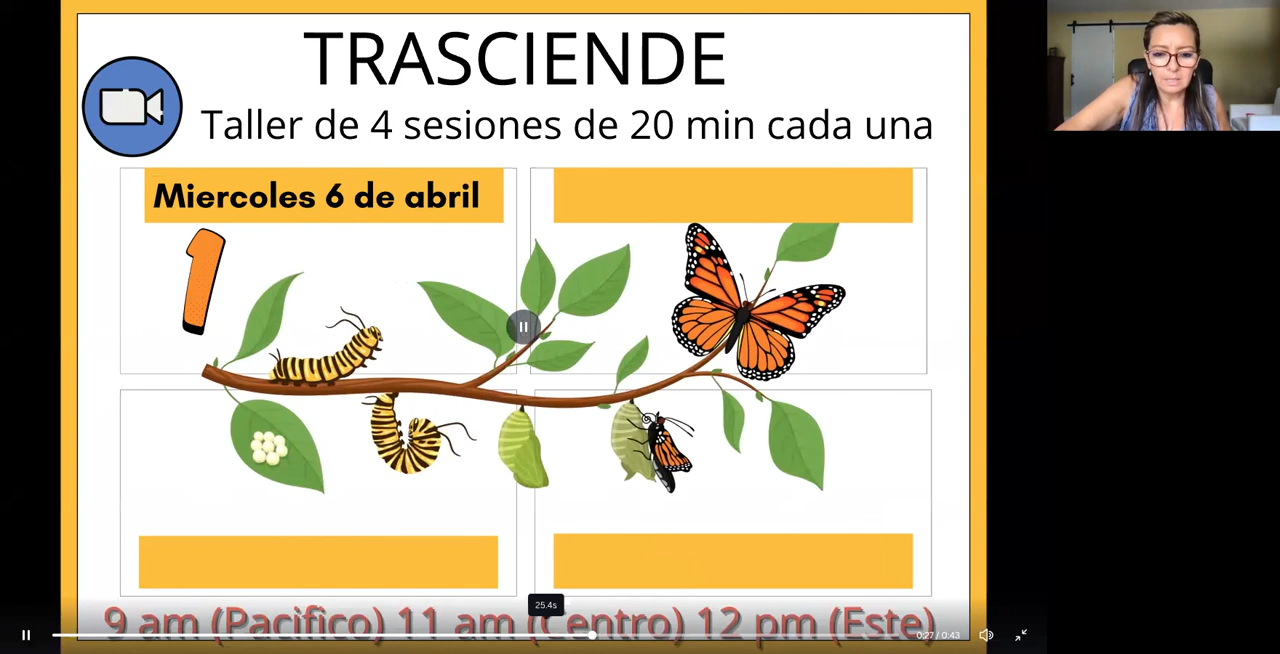 TRASCIENDE
Taller de 4 sesiones de 20 min cada una
Miercoles 6 de abril
1
9 am (Pacifico) 11 am (Centro) 12 pm (Este)
25.4s
0:27 / 0:43